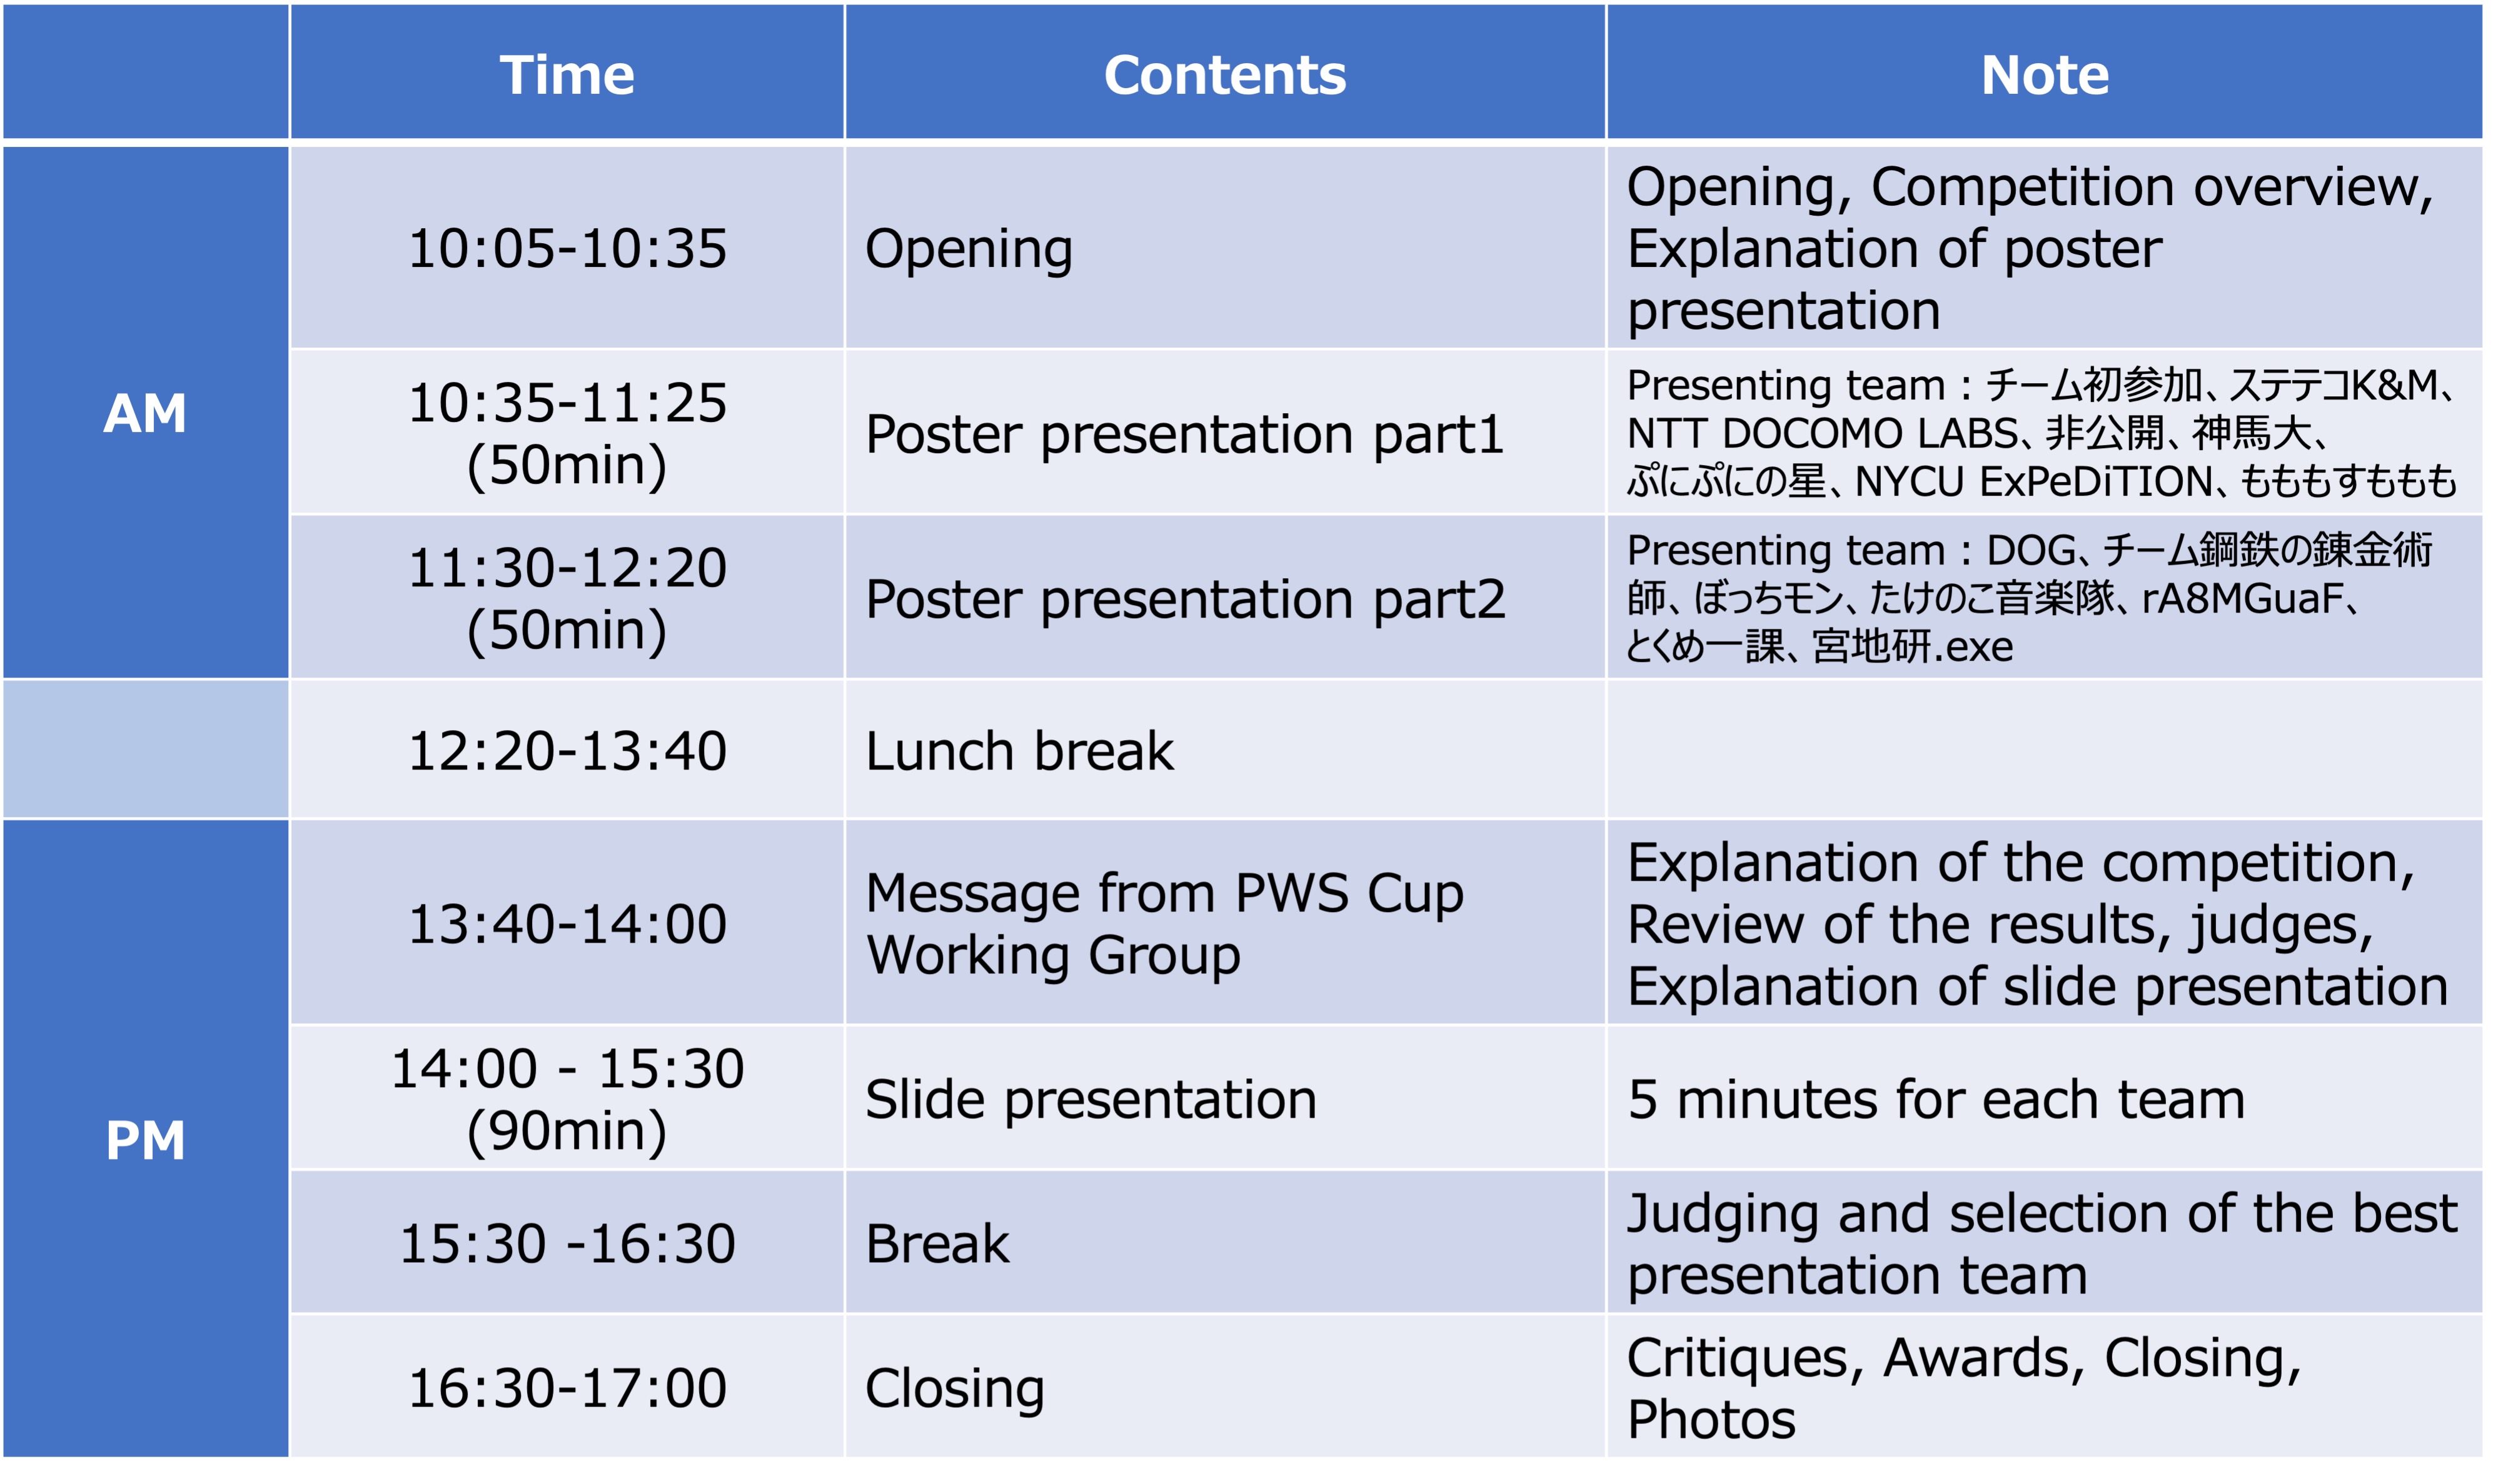 Time Contents Note
AM
10:05-10:35
Opening
Opening, Competition overview,
Explanation of poster
presentation
10:35-11:25
(50min)
Poster presentation part1
Presenting team : チーム初参加、ステテコK&M、
NTT DOCOMO LABS、非公開、神馬大、
ぷにぷにの星、NYCU ExPeDiTION、もももすももも
11:30-12:20
(50min)
Poster presentation part2
Presenting team : DOG、チーム鋼鉄の錬金術
師、ぼっちモン、たけのこ音楽隊、rA8MGuaF、
とくめ一課、宮地研.exe
12:20-13:40
Lunch break
PM
13:40-14:00
Message from PWS Cup
Working Group
Explanation of the competition,
Review of the results, judges,
Explanation of slide presentation
14:00 - 15:30
(90min)
Slide presentation
5 minutes for each team
15:30 -16:30
Break
Judging and selection of the best
presentation team
16:30-17:00
Closing
Critiques, Awards, Closing,
Photos